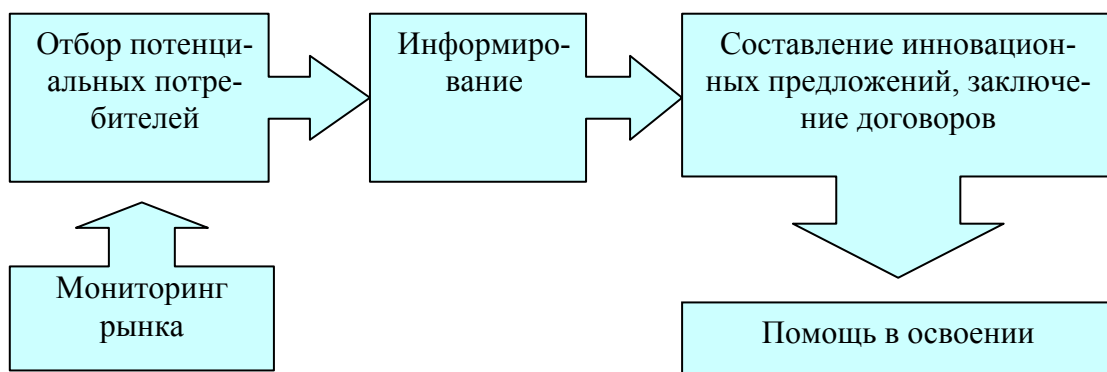 Отбор потенци-
альных потре-
бителей
Информиро-
вание
Составление инновацион-
ных предложений, заключе-
ние договоров
Мониторинг
рынка
Помощь в освоении